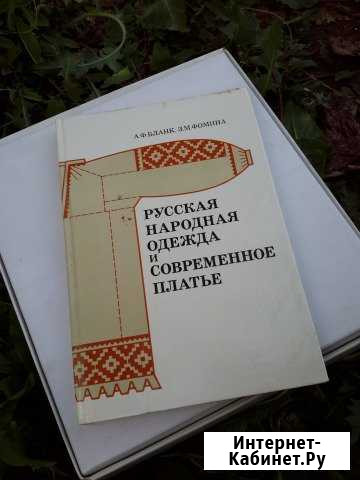 А.Ф.БЛАНК, З.М.ФОМИНА
РУССКАЯ
НАРОДНАЯ
ОДЕЖДА
И
СОВРЕМЕННОЕ
ПЛАТЬЕ
Интернет-
Кабинет.Ру